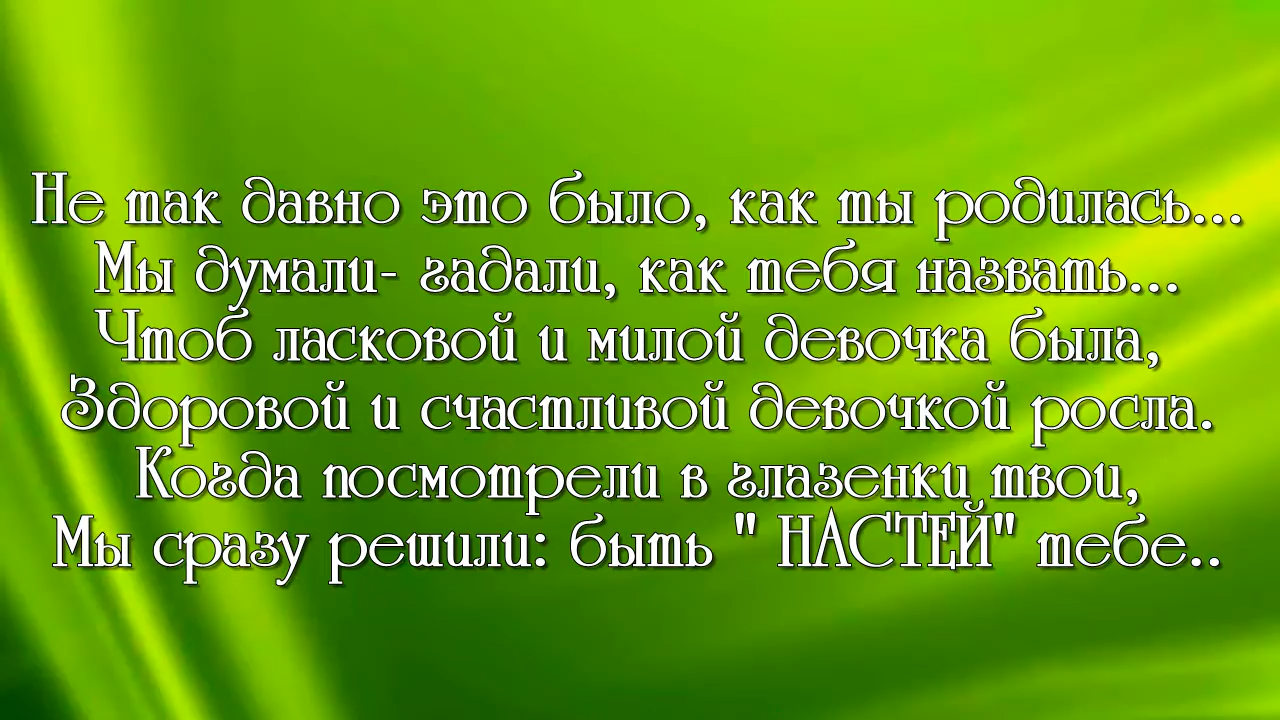 Не так давно это было, как ты родилась...
Мы думали- гадали, как тебя назвать...
Чтоб ласковой и милой девочка была,
Здоровой и счастливой девочкой росла.
Когда посмотрели в глазенки твои,
Мы сразу решили: быть " НАСТЕЙ" тебе..